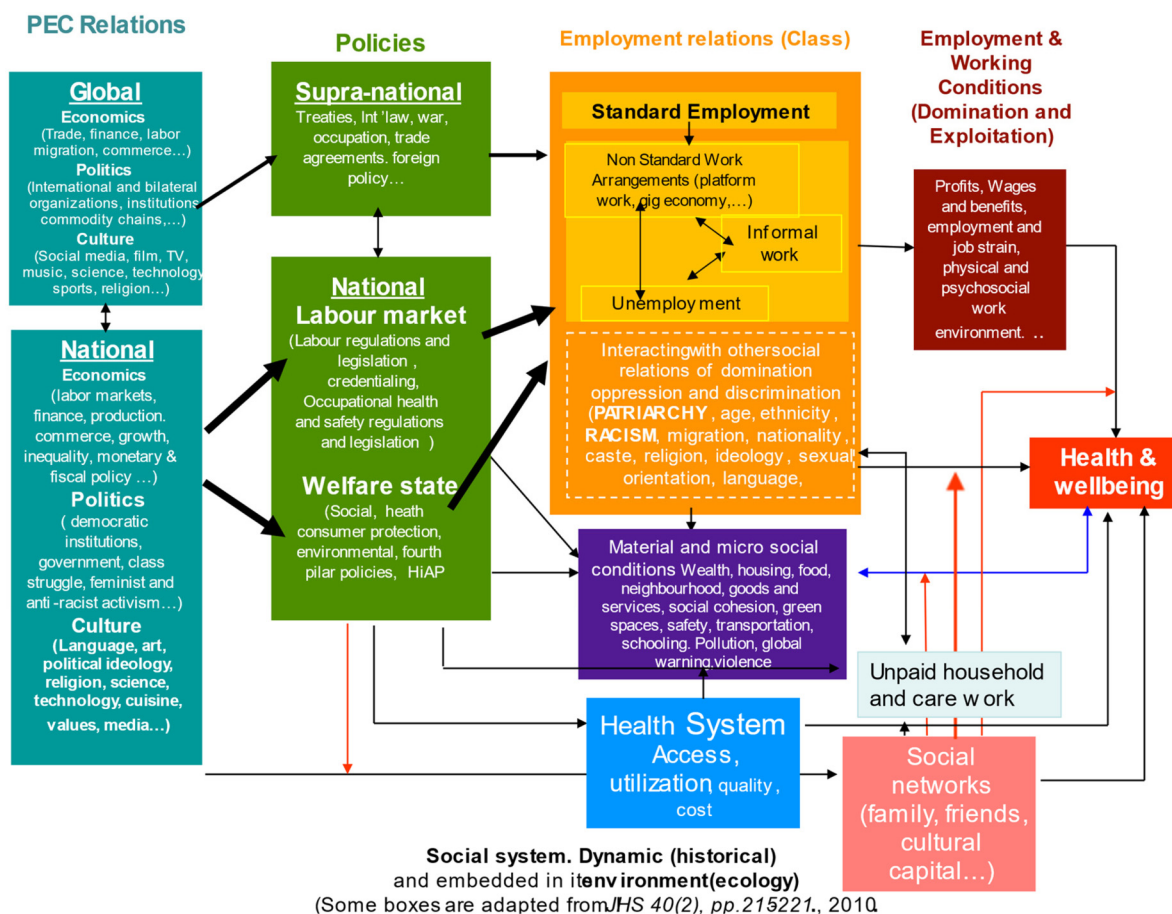 PEC Relations
Global
Economics
(Trade, finance, labor
migration, commerce…)
Politics
(International and bilateral
organizations, institutions
commodity chains,…)
Culture
(Social media, film, TV,
music, science, technology
sports, religion…)
National
Economics
(labor markets,
finance, production.
commerce, growth,
inequality, monetary &
fiscal policy …)
Politics
( democratic
institutions,
government, class
struggle, feminist and
anti-racist activism…)
Culture
(Language, art,
political ideology,
religion, science,
technology, cuisine,
values, media…)
Policies
Supra-national
Treaties, Int'law, war,
occupation, trade
agreements. foreign
policy…
National
Labour market
(Labour regulations and
legislation ,
credentialing,
Occupational health
and safety regulations
and legislation )
Welfare state
(Social, heath
consumer protection,
environmental, fourth
pilar policies, HiAP
Employment relations (Class)
Standard Employment
Non Standard Work
Arrangements (platform
work, gig economy,…)
Informal
work
Unemployment
Interactingwith othersocial
relations of domination
oppression and discrimination
(PATRIARCHY, age, ethnicity,
RACISM, migration, nationality,
caste, religion, ideology, sexual
orientation, language,
Material and micro social
conditions Wealth, housing, food,
neighbourhood, goods and
services, social cohesion, green
spaces, safety, transportation,
schooling. Pollution, global
warning,violence
Health System
Access,
utilization, quality,
cost
Employment &
Working
Conditions
(Domination and
Exploitation)
Profits, Wages
and benefits,
employment and
job strain,
physical and
psychosocial
work
environment. ..
Health &
wellbeing
Unpaid household
and care work
Social
networks
(family, friends,
cultural
capital…)
Social system. Dynamic (historical)
and embedded in itenvironment(ecology)
(Some boxes are adapted fromJHS 40(2), pp.215221., 2010.